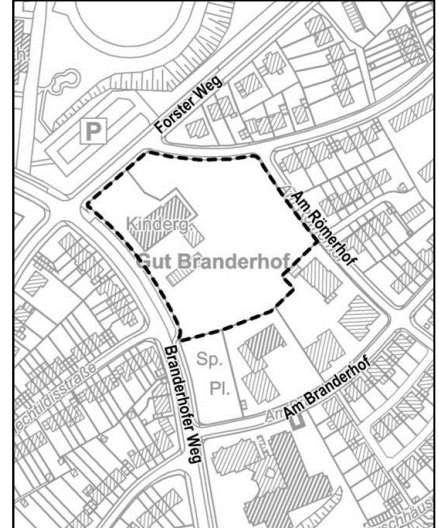 P
Forster Weg
Am Römerhof
Kinderg.
Gut Branderhof
Sp.
Pl.
Branderhofer Weg
Am Branderhof